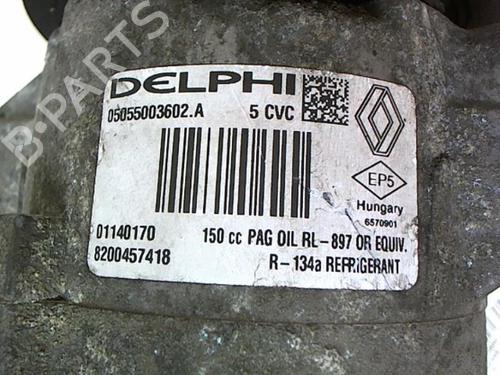 DELPHI
05055003602.A 5 CVC
EP5
Hungary
6570901
01140170 150 cc PAG OIL RL-897 OR EQUIV.
8200457418 R-134a REFRIGERANT
B-PARTS